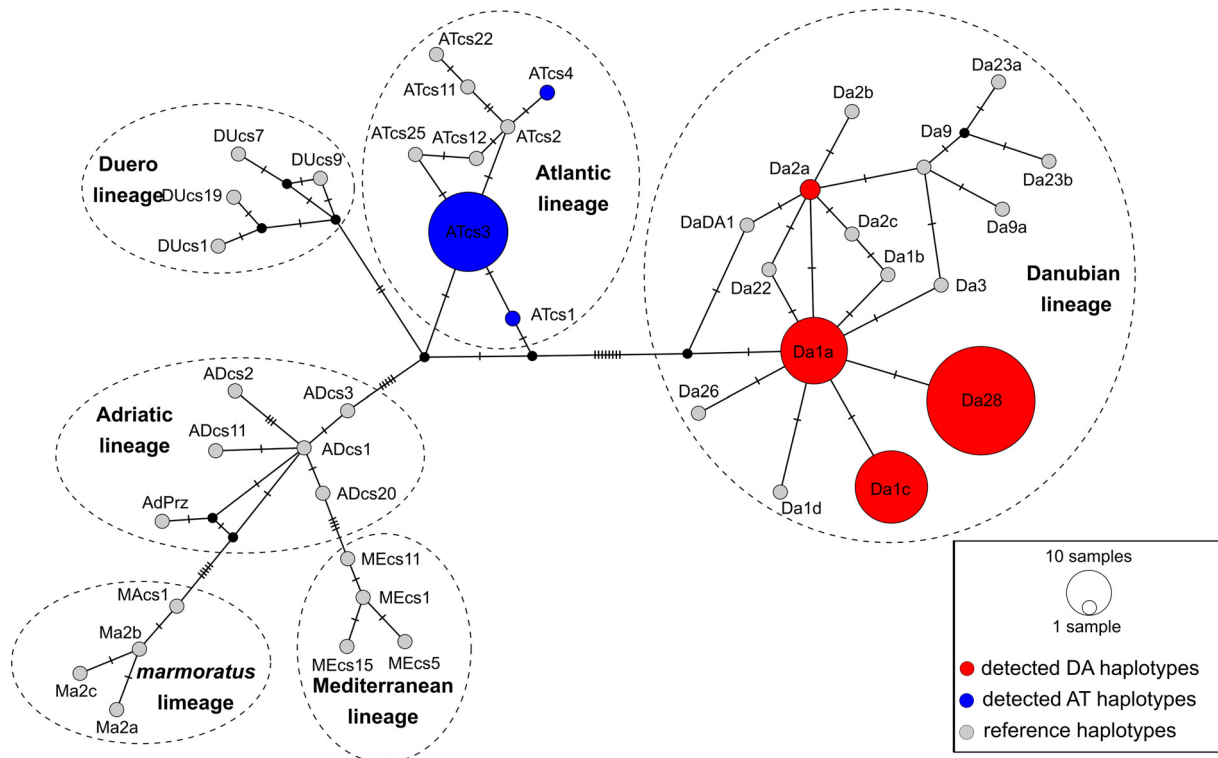 ATcs22
ATcs4
ATcs11
ATcs25
ATcs12
ATcs2
Atlantic
lineage
ATcs3
ATcs1
DUcs7
DUcs9
Duero
lineage
DUcs19
DUcs1
Da23a
Da2b
Da9
Da2a
Da23b
DaDA1
Da2c
Da9a
Da1b
Da22
Da3
Danubian
lineage
Da1a
Da26
Da28
Da1c
Da1d
ADcs2
ADcs3
Adriatic
lineage
ADcs11
ADcs1
AdPrz
ADcs20
MAcs1
Ma2b
marmoratus
limeage
Ma2c
Ma2a
MEcs11
MEcs1
MEcs15
MEcs5
Mediterranean
lineage
10 samples
1 sample
detected DA haplotypes
detected AT haplotypes
reference haplotypes